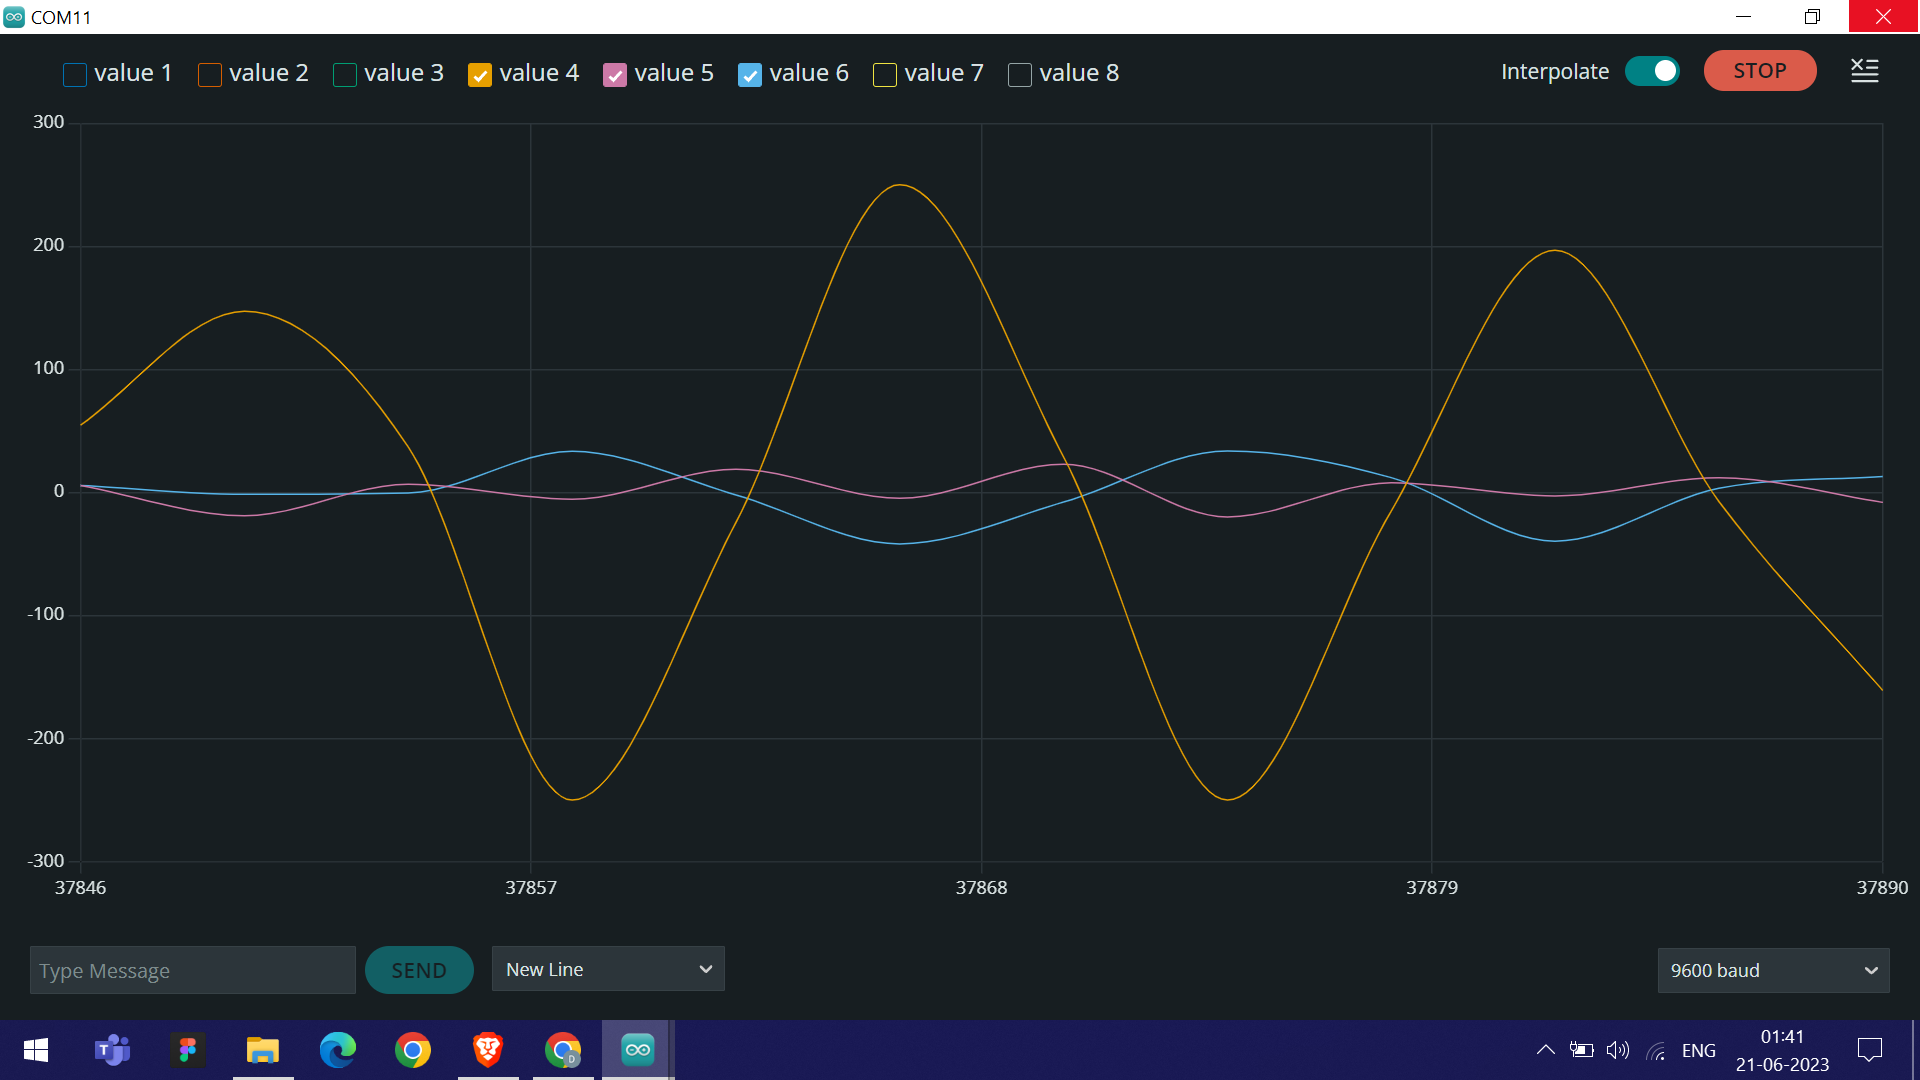 COM11
value 1 value 2 value 3 value 4 value 5 value 6 value 7 value 8 Interpolate STOP
300
200
100
0
-100
-200
-300
37846 37857 37868 37879 37890
Type Message SEND New Line 9600 baud
T D ENG 01:41
21-06-2023